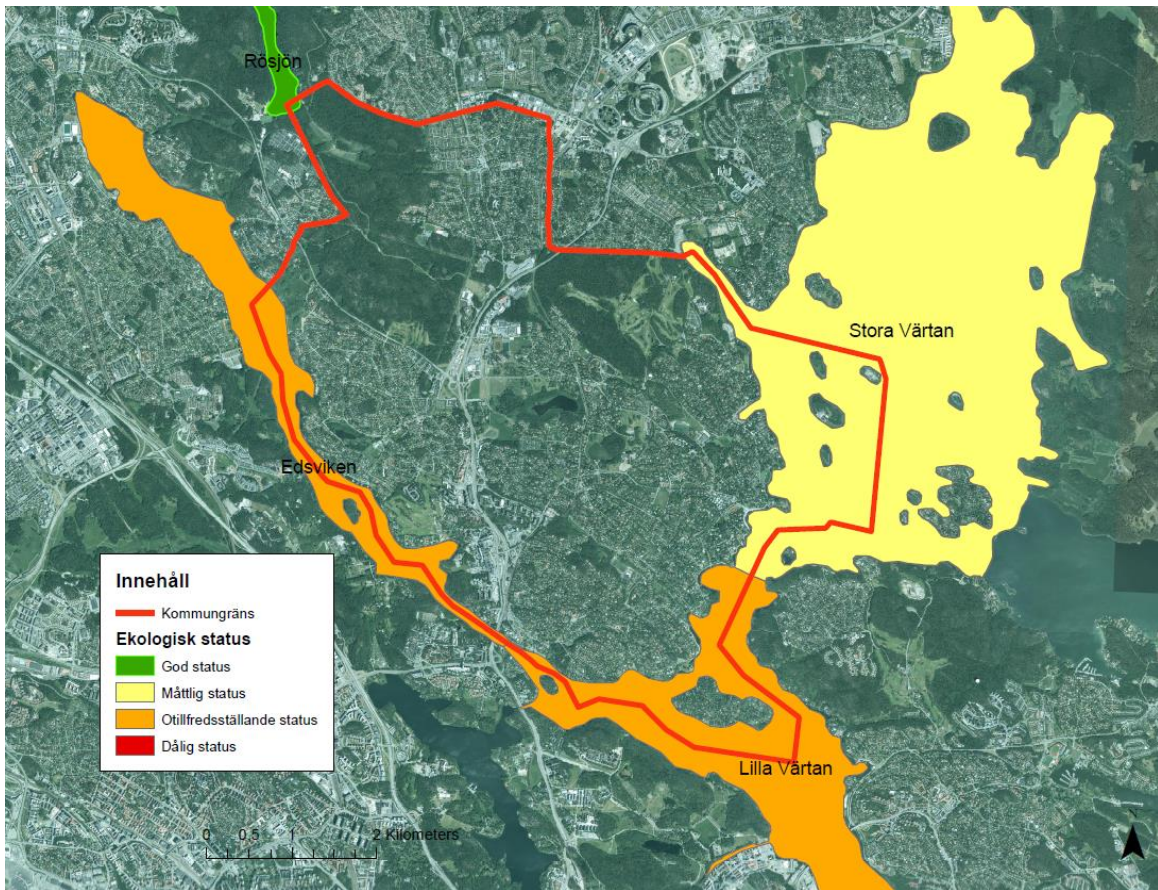 Rösjön
Stora Värtan
Edsviken
Innehåll
Kommungräns
Ekologisk status
God status
Måttlig status
Otillfredsställande status
Dålig status
Lilla Värtan
0 0.5 1 2 Kilometers